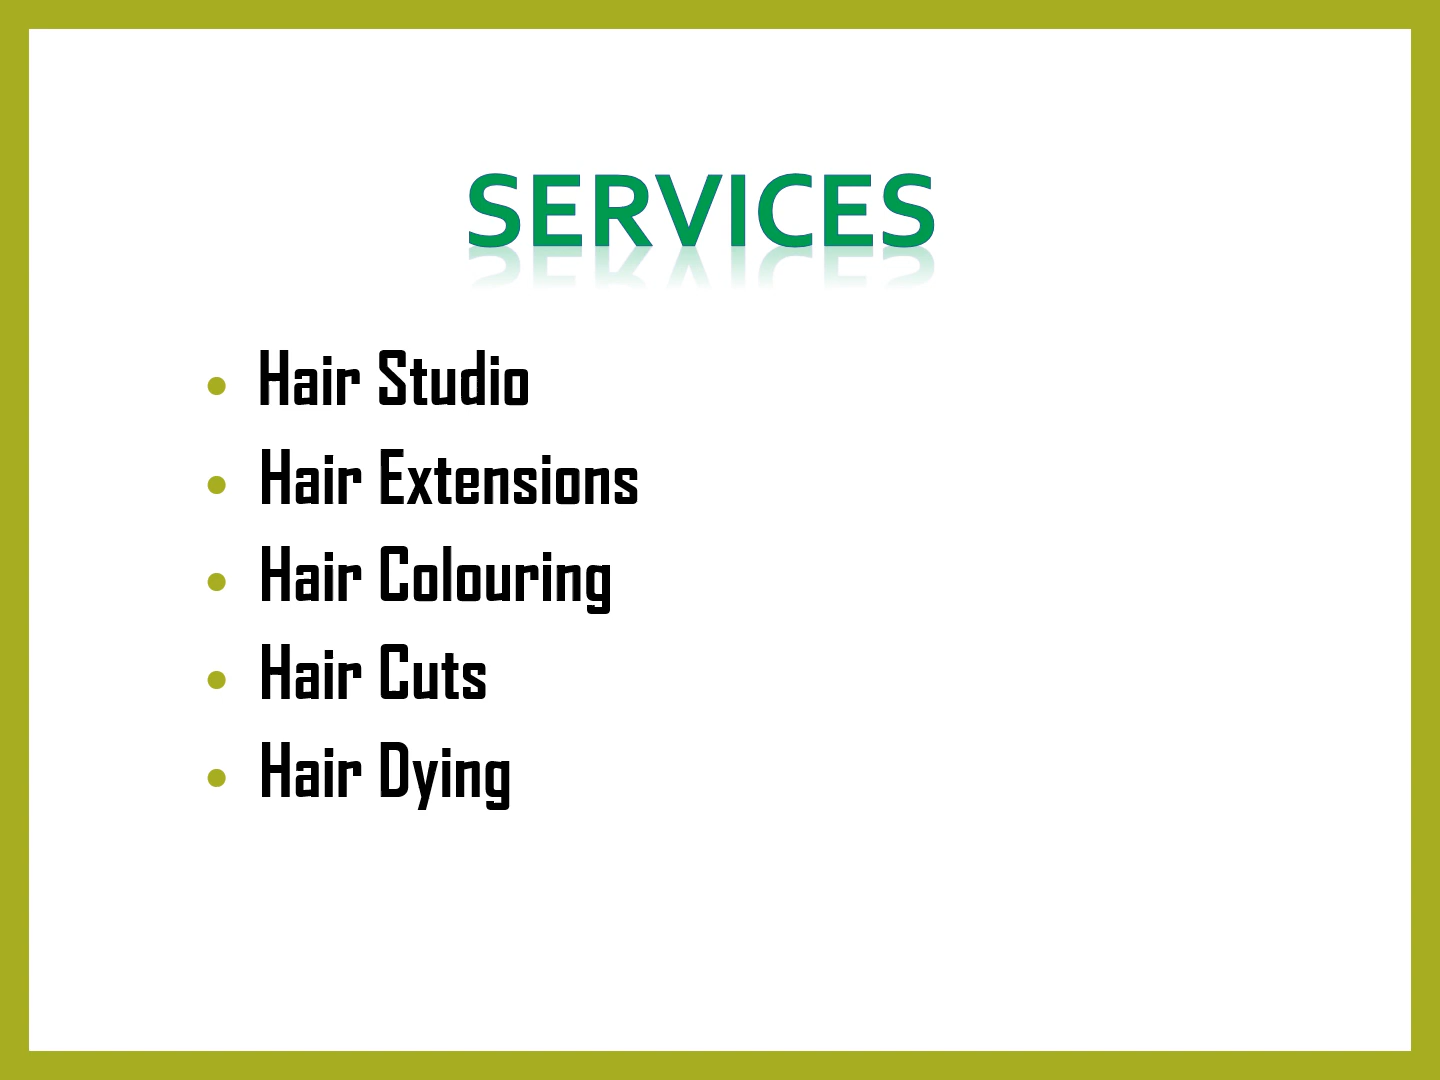 SERVICES
• Hair Studio
• Hair Extensions
• Hair Colouring
• Hair Cuts
• Hair Dying